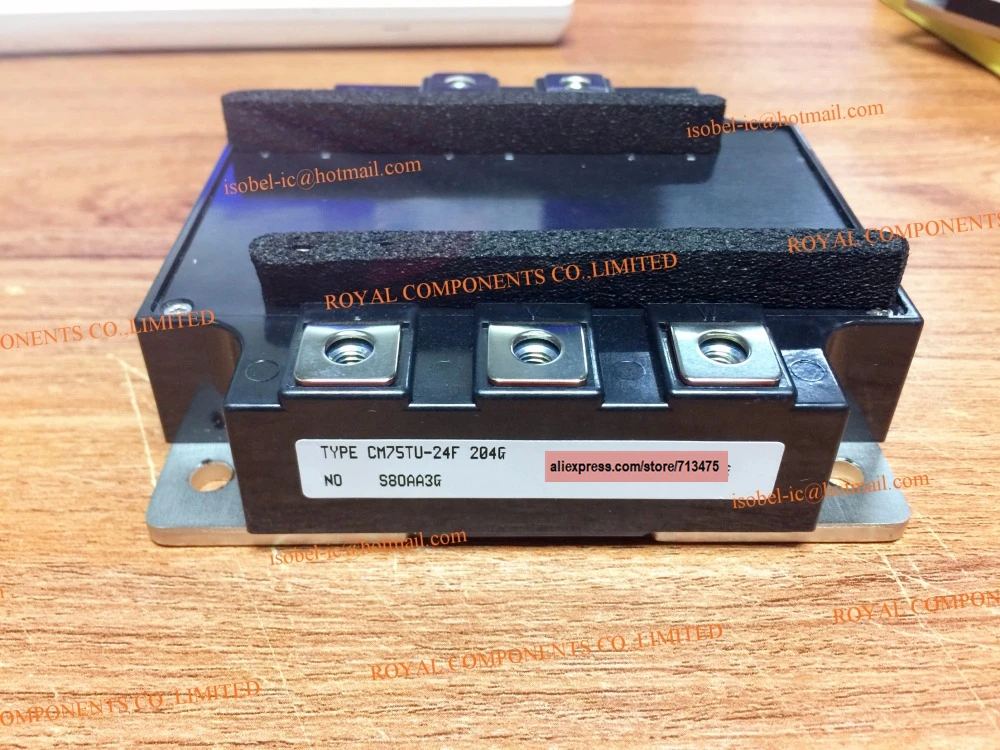 isobel-ic@hotmail.com
isobel-ic@hotmail.com
ROYAL COMPONENTS
ROYAL COMPONENTS CO.,LIMITED
ONENTS CO.,LIMITED
TYPE CM75TU-24F 204G
aliexpress.com/store/713475
NO S80AA3G
isobel-ic@hotmail.com
isobel-ic@hotmail.com
ROYAL COMPON
ROYAL COMPONENTS CO.,LIMITED
OMPONENTS CO.,LIMITED